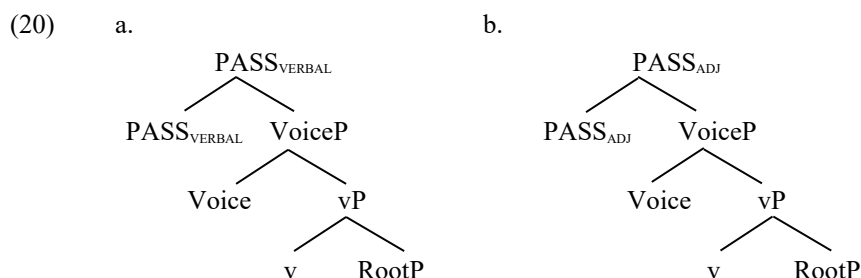 (20) a. b.
PASSVERBAL PASSADJ
PASSVERBAL VoiceP PASSADJ VoiceP
Voice vP Voice vP
v RootP v RootP